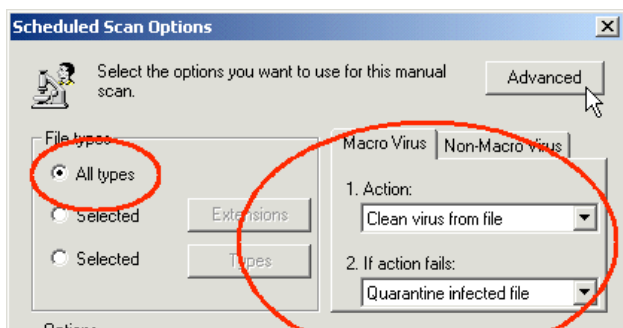 Scheduled Scan Options
Select the options you want to use for this manual
scan.
Advanced
File types
All types
Selected
Extensions
Selected
Types
Macro Virus
Non-Macro Virus
1. Action:
Clean virus from file
2. If action fails:
Quarantine infected file
Options